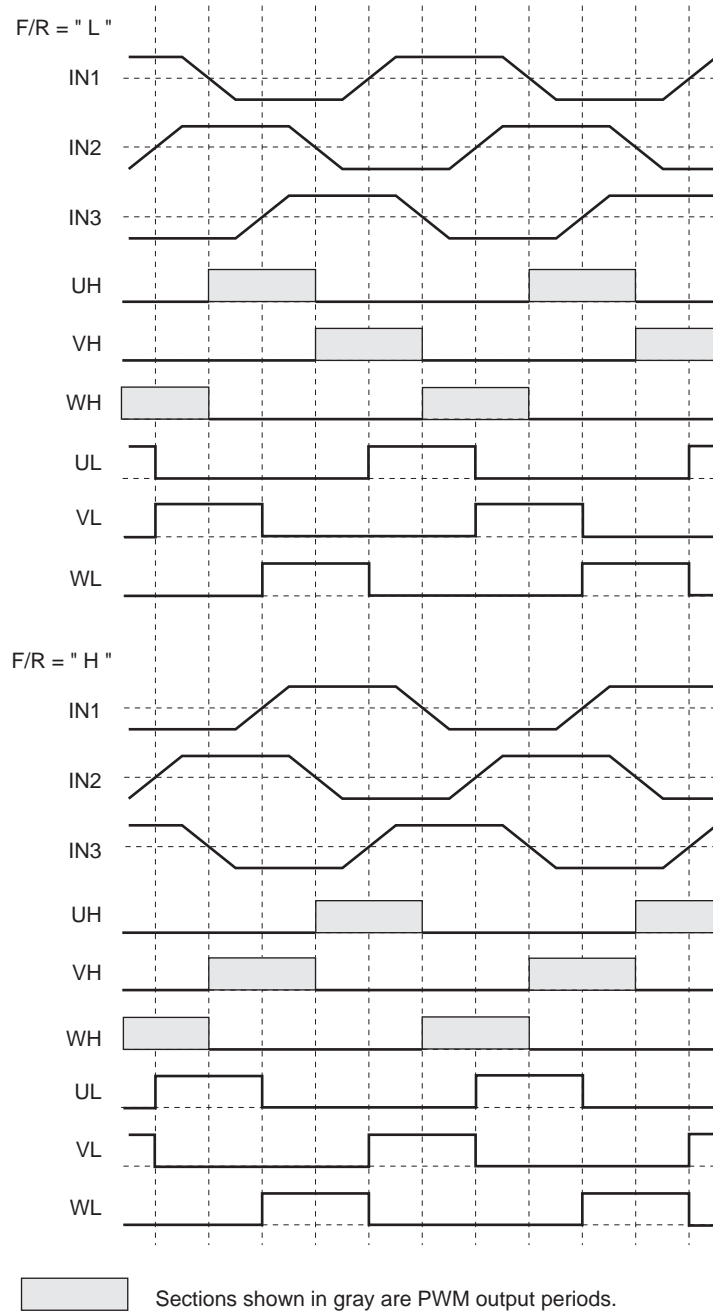 F/R = " L "
IN1
IN2
IN3
UH
VH
WH
UL
VL
WL
F/R = " H "
IN1
IN2
IN3
UH
VH
WH
UL
VL
WL
Sections shown in gray are PWM output periods.